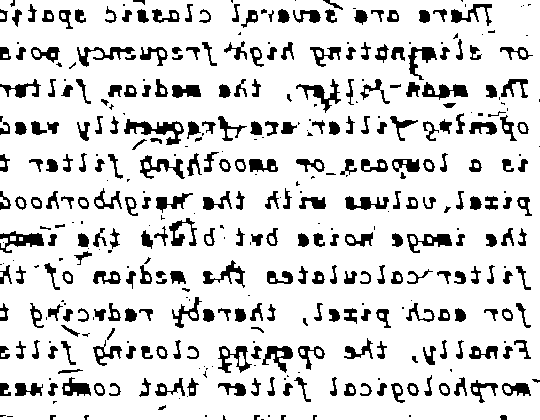 There are several classic spatia
or eliminating high frequency nois
The mean filter, the median filter
opening filter are frequently used
is a lowpass or smoothing filter t
pixel values with the neighborhood
the image noise but blurs the imag
filter calculates the median of th
for each pixel, thereby reducing t
Finally, the opening closing filte
morphological filter that combines